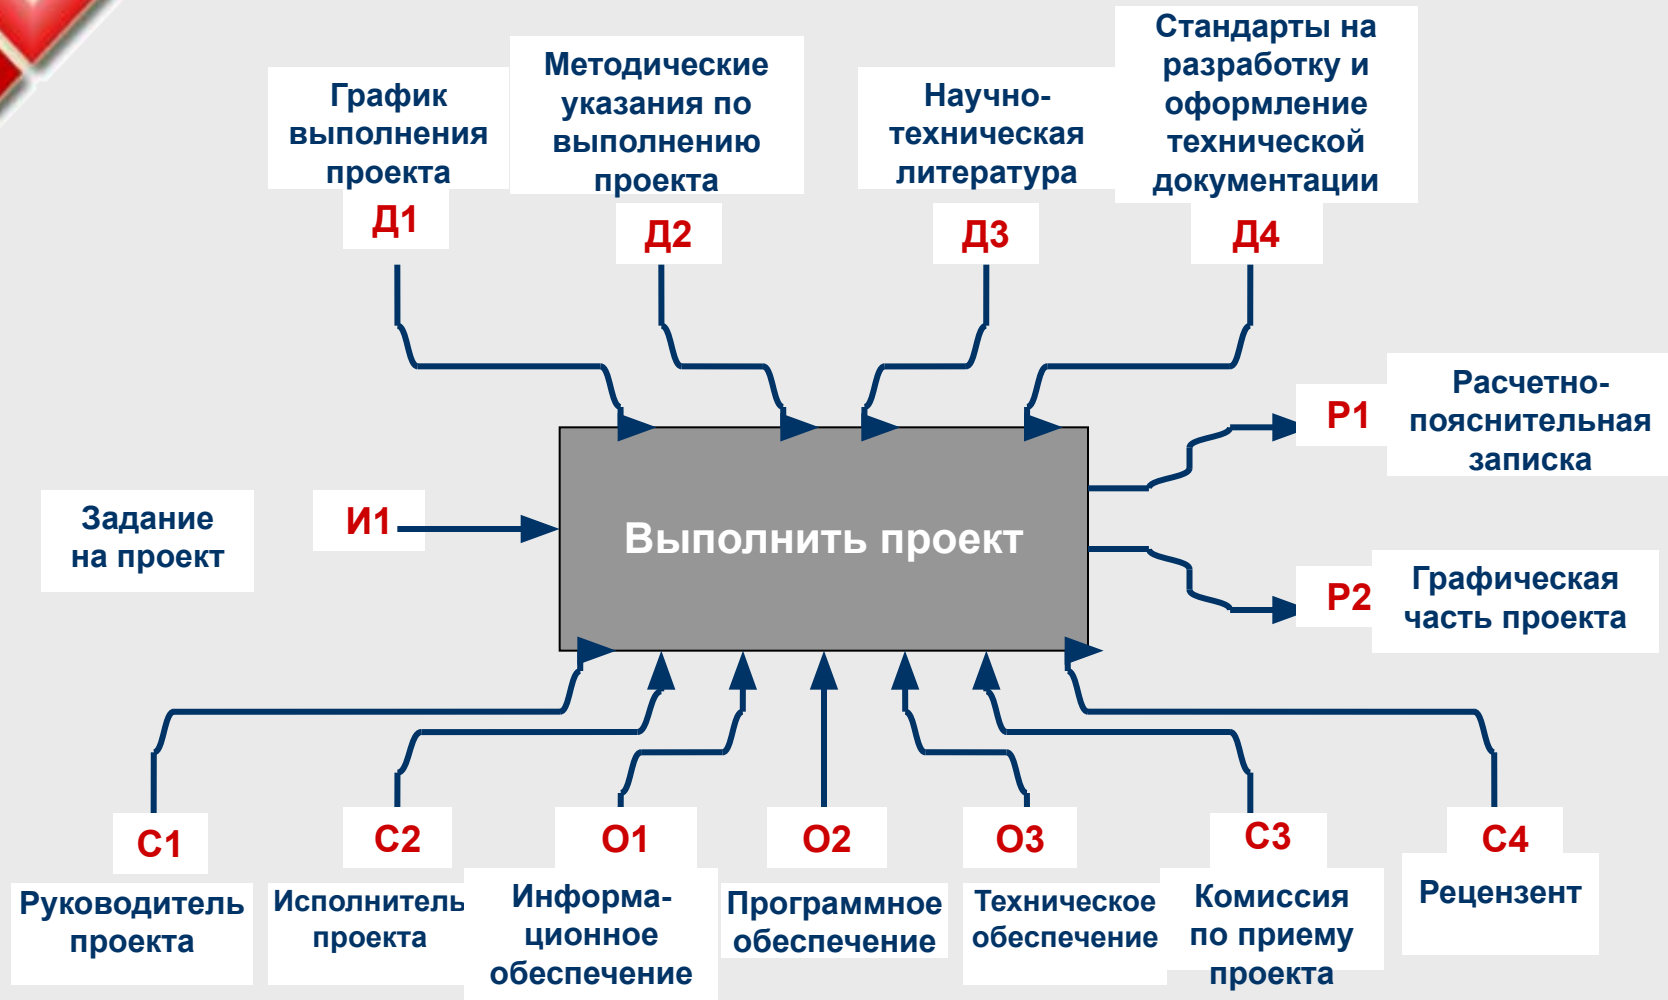 График
выполнения
проекта
Д1
Методические
указания по
выполнению
проекта
Д2
Научно-
техническая
литература
Д3
Стандарты на
разработку и
оформление
технической
документации
Д4
Задание
на проект
И1
Выполнить проект
Р1
Расчетно-
пояснительная
записка
Р2
Графическая
часть проекта
С1
Руководитель
проекта
С2
Исполнитель
проекта
О1
Информа-
ционное
обеспечение
О2
Программное
обеспечение
О3
Техническое
обеспечение
С3
Комиссия
по приему
проекта
С4
Рецензент